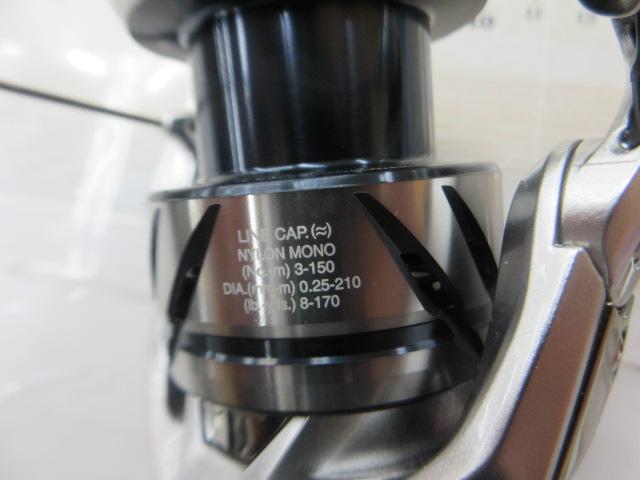 LINE CAP.(≈)
NYLON MONO
(No.-m) 3-150
DIA.(mm-m) 0.25-210
(lb.-yds.) 8-170